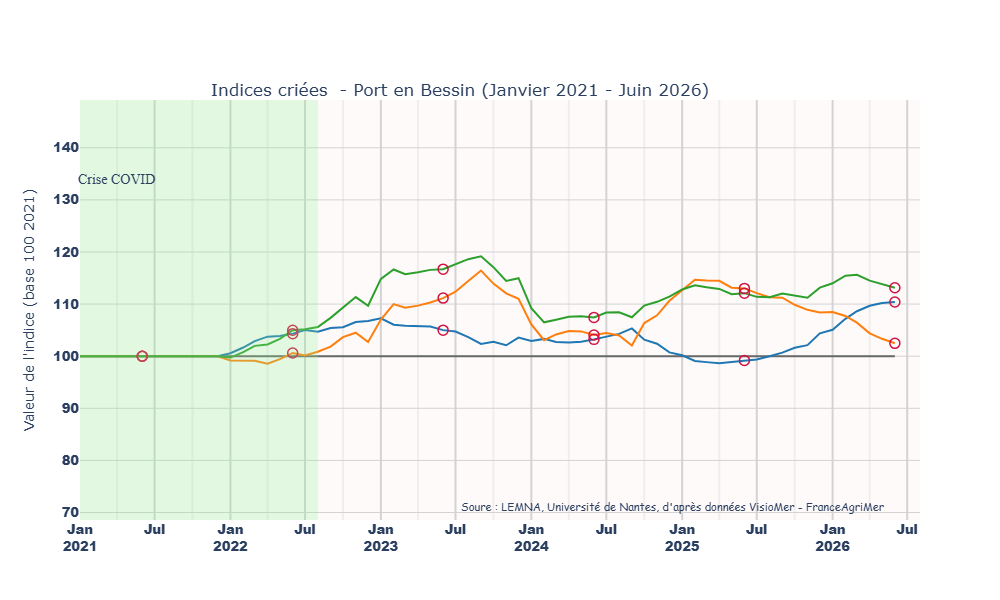 Indices criées  - Port en Bessin (Janvier 2021 - Juin 2026)
Valeur de l'indice (base 100 2021)
140
130
120
110
100
90
80
70
Crise COVID
Soure : LEMNA, Université de Nantes, d'après données VisioMer - FranceAgriMer
Jan Jul Jan Jul Jan Jul Jan Jul Jan Jul Jan Jul
2021 2022 2023 2024 2025 2026